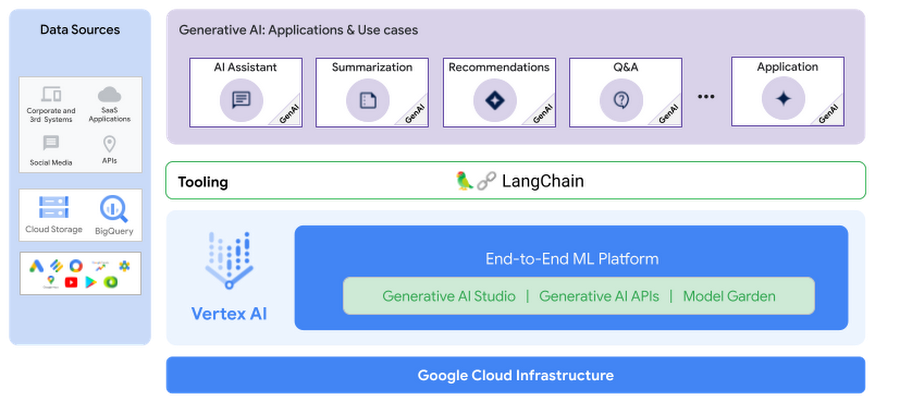 Data Sources
Corporate and
3rd Systems
SaaS
Applications
Social Media
APIs
Cloud Storage
BigQuery
Generative AI: Applications & Use cases
AI Assistant
GenAI
Summarization
GenAI
Recommendations
GenAI
Q&A
GenAI
•••
Application
GenAI
Tooling
LangChain
Vertex AI
End-to-End ML Platform
Generative AI Studio | Generative AI APIs | Model Garden
Google Cloud Infrastructure